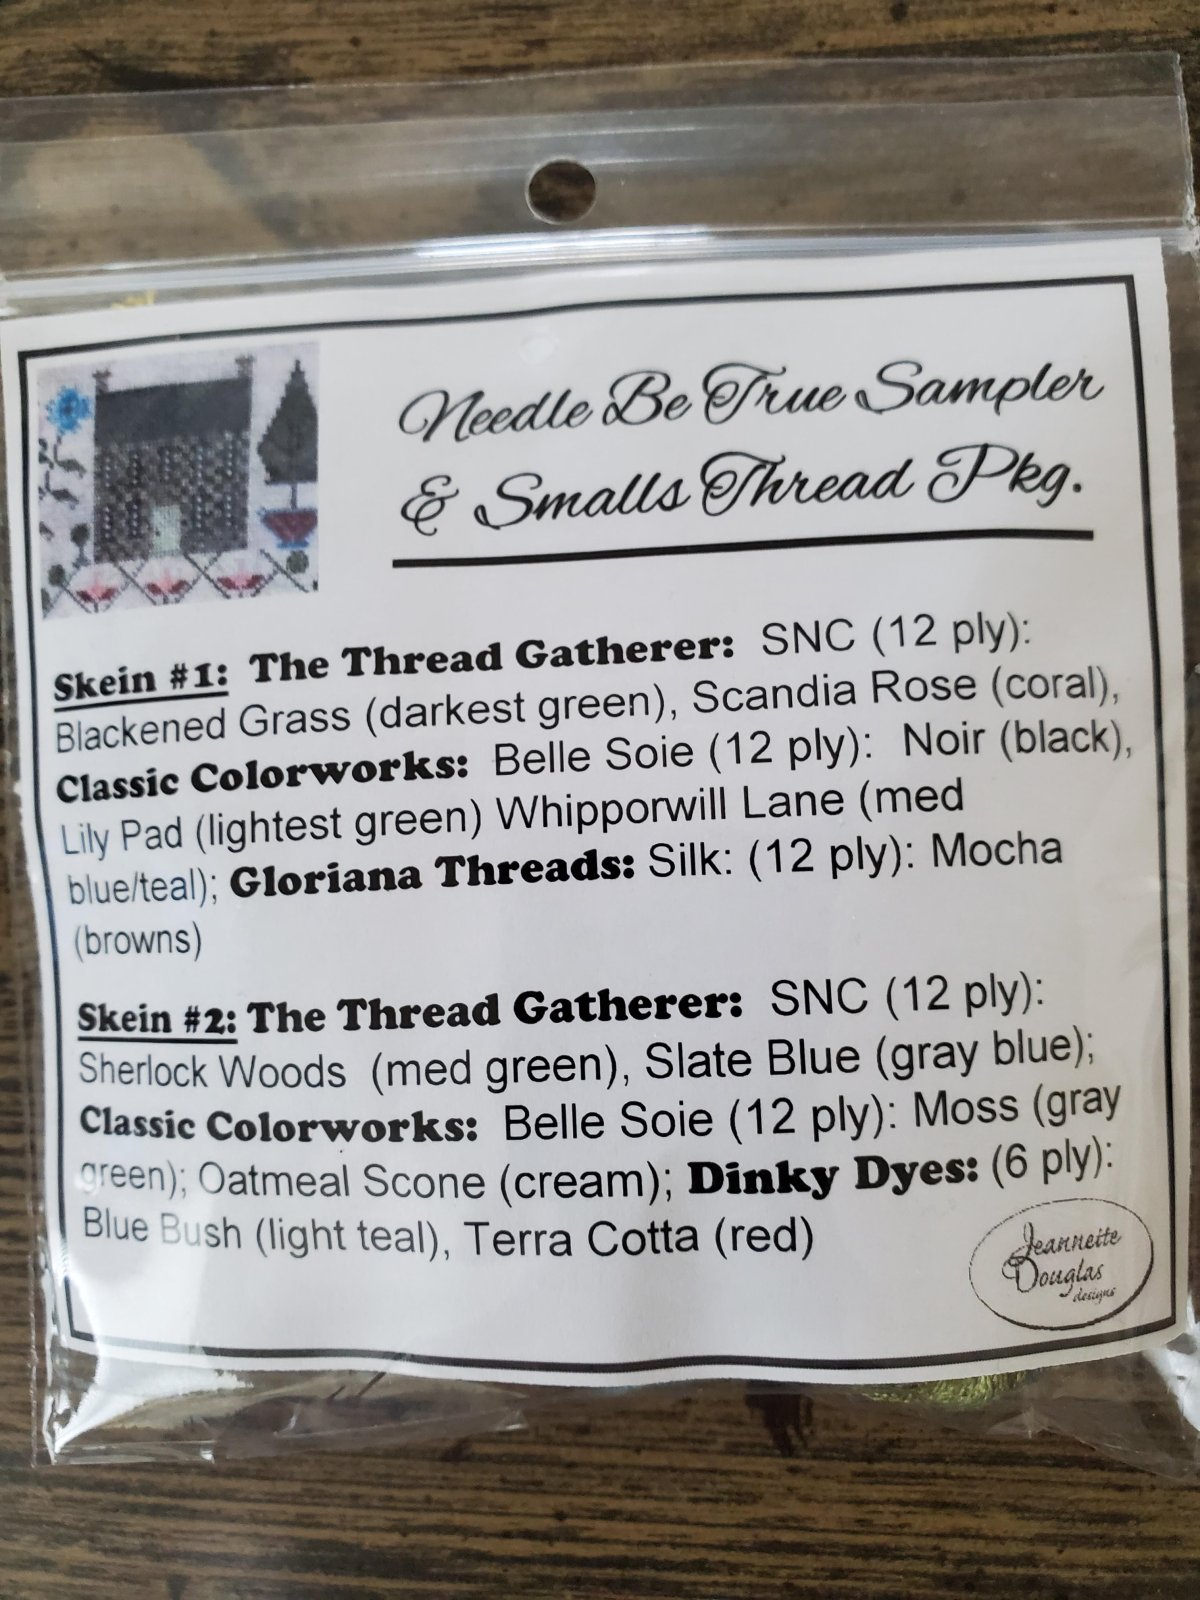 Needle Be True Sampler
& Smalls Thread Pkg.
Skein #1: The Thread Gatherer: SNC (12 ply):
Blackened Grass (darkest green), Scandia Rose (coral),
Classic Colorworks: Belle Soie (12 ply): Noir (black),
Lily Pad (lightest green) Whipporwill Lane (med
blue/teal); Gloriana Threads: Silk: (12 ply): Mocha
(browns)
Skein #2: The Thread Gatherer: SNC (12 ply):
Sherlock Woods (med green), Slate Blue (gray blue);
Classic Colorworks: Belle Soie (12 ply): Moss (gray
green); Oatmeal Scone (cream); Dinky Dyes: (6 ply):
Blue Bush (light teal), Terra Cotta (red)
Jeannette
Douglas
designs